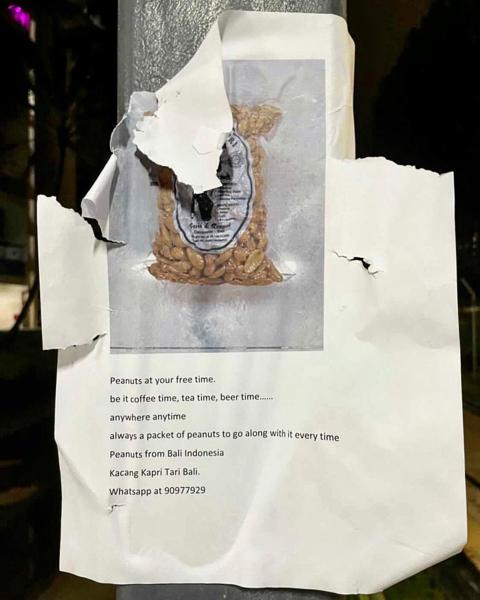 Peanuts at your free time.
be it coffee time, tea time, beer time......
anywhere anytime
always a packet of peanuts to go along with it every time
Peanuts from Bali Indonesia
Kacang Kapri Tari Bali.
Whatsapp at 90977929